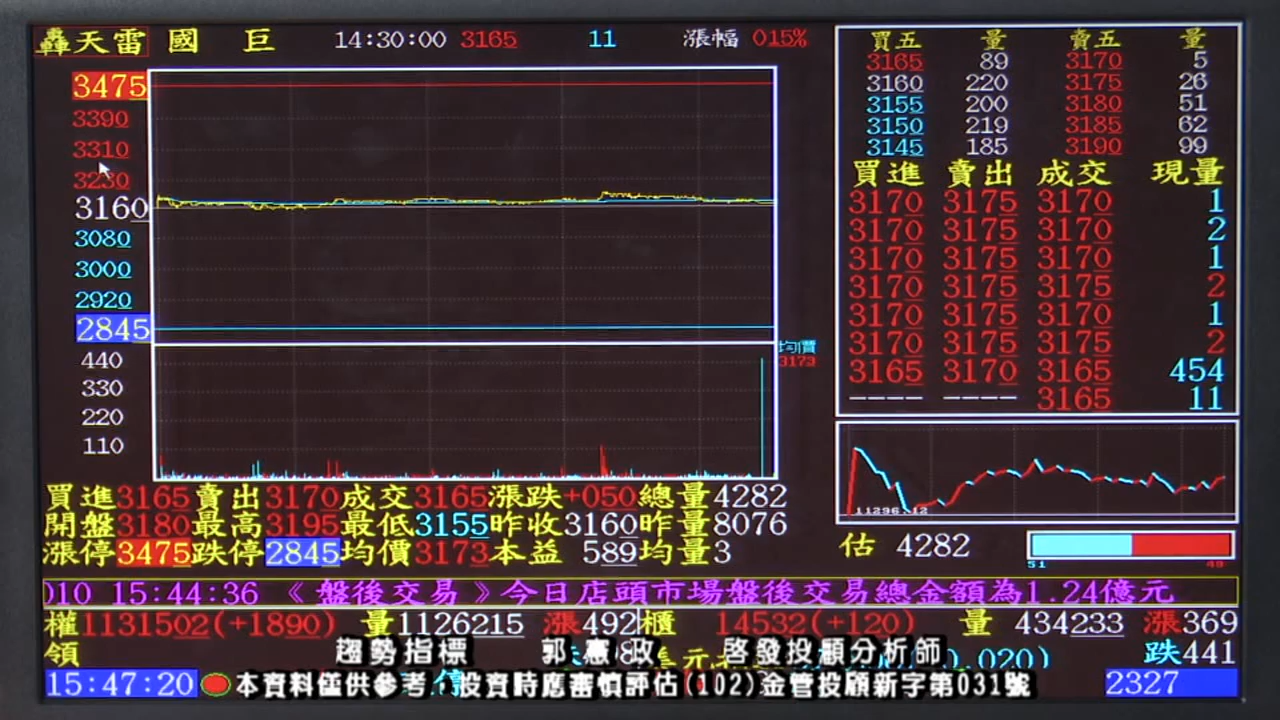 轟天雷 國 巨 14:30:00 3165 11 漲幅 015%
買五 量 賣五 量
3165 89 3170 5
3160 220 3175 26
3155 200 3180 51
3150 219 3185 62
3145 185 3190 99
3475
3390
3310
3230
3160
3080
3000
2920
2845
440
330
220
110
均價
3173
買進 賣出 成交 現量
3170 3175 3170 1
3170 3175 3170 2
3170 3175 3170 1
3170 3175 3175 2
3170 3175 3170 1
3170 3175 3175 2
3165 3170 3165 454
---- ---- 3165 11
11296.12
買進3165賣出3170成交3165漲跌+050總量4282
開盤3180最高3195最低3155昨收3160昨量8076
漲停3475跌停2845均價3173本益 589均量3
估 4282
51 49
010 15:44:36 《盤後交易》今日店頭市場盤後交易總金額為1.24億元
權1131502(+1890) 量1126215 漲492櫃 14532(+120) 量 434233 漲369
領 跌441
趨勢指標 郭憲政 啓發投顧分析師
15:47:20 本資料僅供參考 投資時應審慎評估(102)金管投顧新字第031號 2327